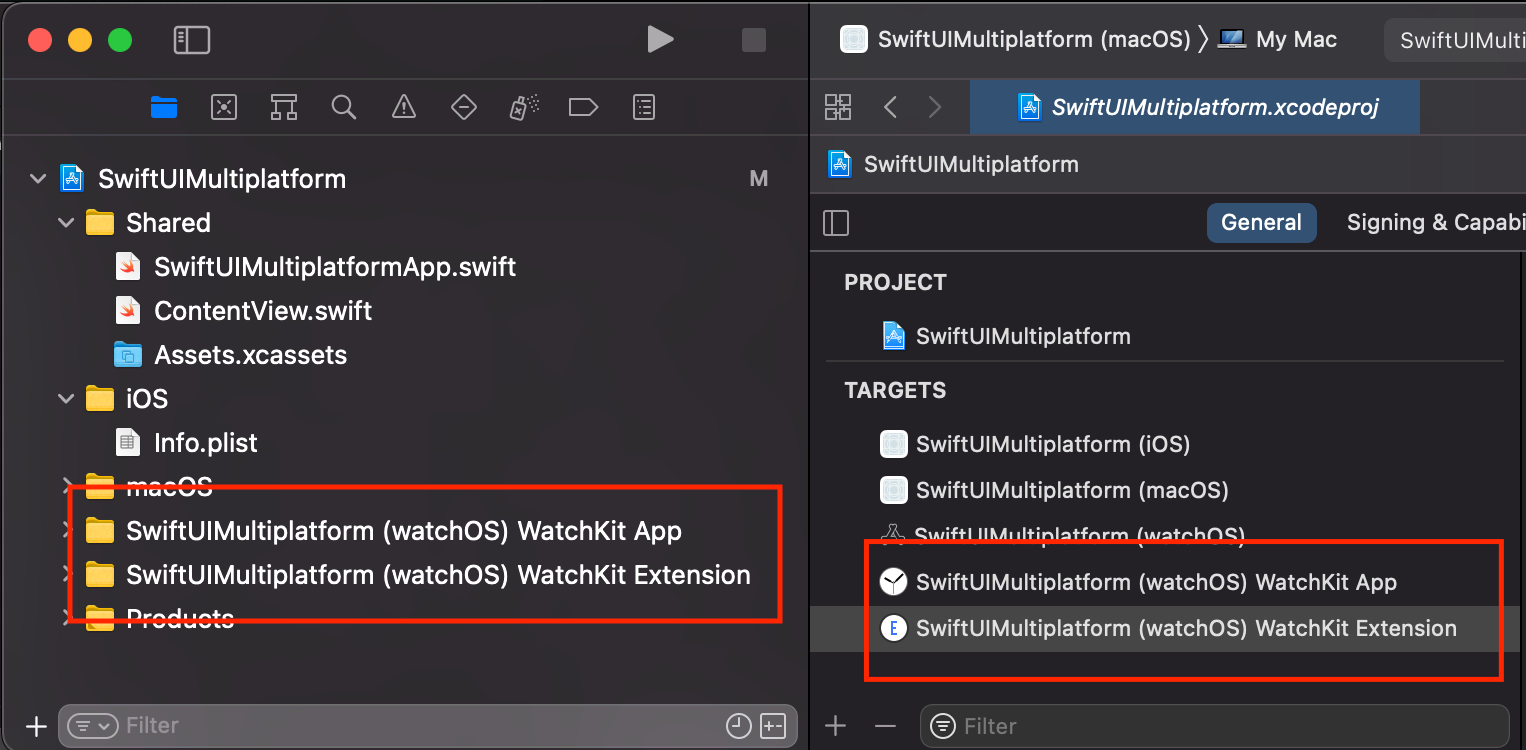 SwiftUIMultiplatform (macOS) 〉 My Mac
SwiftUIMulti
SwiftUIMultiplatform.xcodeproj
SwiftUIMultiplatform M
Shared
SwiftUIMultiplatformApp.swift
ContentView.swift
Assets.xcassets
iOS
Info.plist
macOS
SwiftUIMultiplatform (watchOS) WatchKit App
SwiftUIMultiplatform (watchOS) WatchKit Extension
Products
Filter
SwiftUIMultiplatform
General Signing & Capabi
PROJECT
SwiftUIMultiplatform
TARGETS
SwiftUIMultiplatform (iOS)
SwiftUIMultiplatform (macOS)
SwiftUIMultiplatform (watchOS)
SwiftUIMultiplatform (watchOS) WatchKit App
E SwiftUIMultiplatform (watchOS) WatchKit Extension
Filter